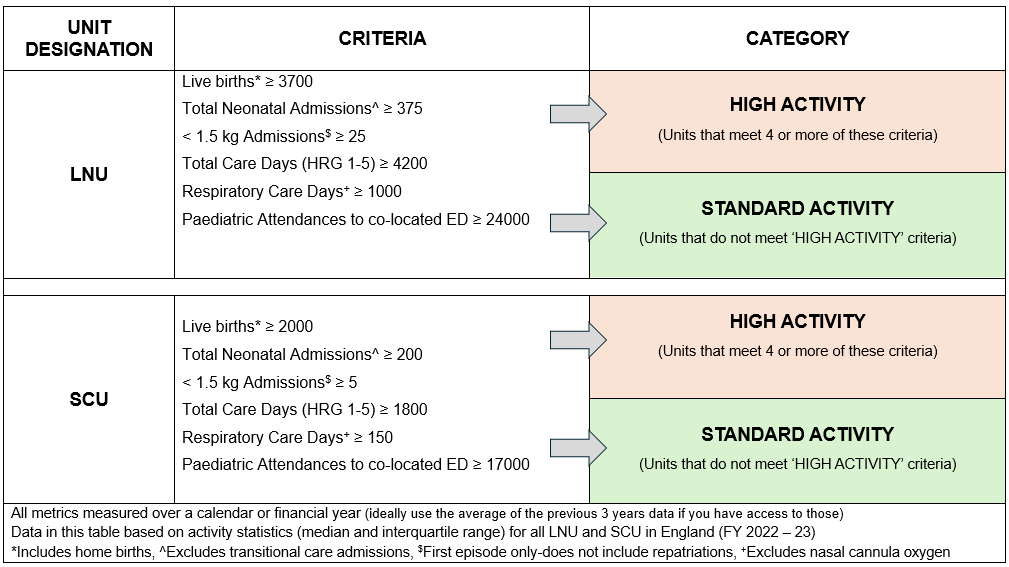 UNIT DESIGNATION
CRITERIA
CATEGORY
LNU
Live births* ≥ 3700
Total Neonatal Admissions^ ≥ 375
< 1.5 kg Admissions$ ≥ 25
Total Care Days (HRG 1-5) ≥ 4200
Respiratory Care Days+ ≥ 1000
Paediatric Attendances to co-located ED ≥ 24000
HIGH ACTIVITY
(Units that meet 4 or more of these criteria)
STANDARD ACTIVITY
(Units that do not meet ‘HIGH ACTIVITY’ criteria)
SCU
Live births* ≥ 2000
Total Neonatal Admissions^ ≥ 200
< 1.5 kg Admissions$ ≥ 5
Total Care Days (HRG 1-5) ≥ 1800
Respiratory Care Days+ ≥ 150
Paediatric Attendances to co-located ED ≥ 17000
HIGH ACTIVITY
(Units that meet 4 or more of these criteria)
STANDARD ACTIVITY
(Units that do not meet ‘HIGH ACTIVITY’ criteria)
All metrics measured over a calendar or financial year (ideally use the average of the previous 3 years data if you have access to those)
Data in this table based on activity statistics (median and interquartile range) for all LNU and SCU in England (FY 2022 – 23)
*Includes home births, ^Excludes transitional care admissions, $First episode only-does not include repatriations, +Excludes nasal cannula oxygen